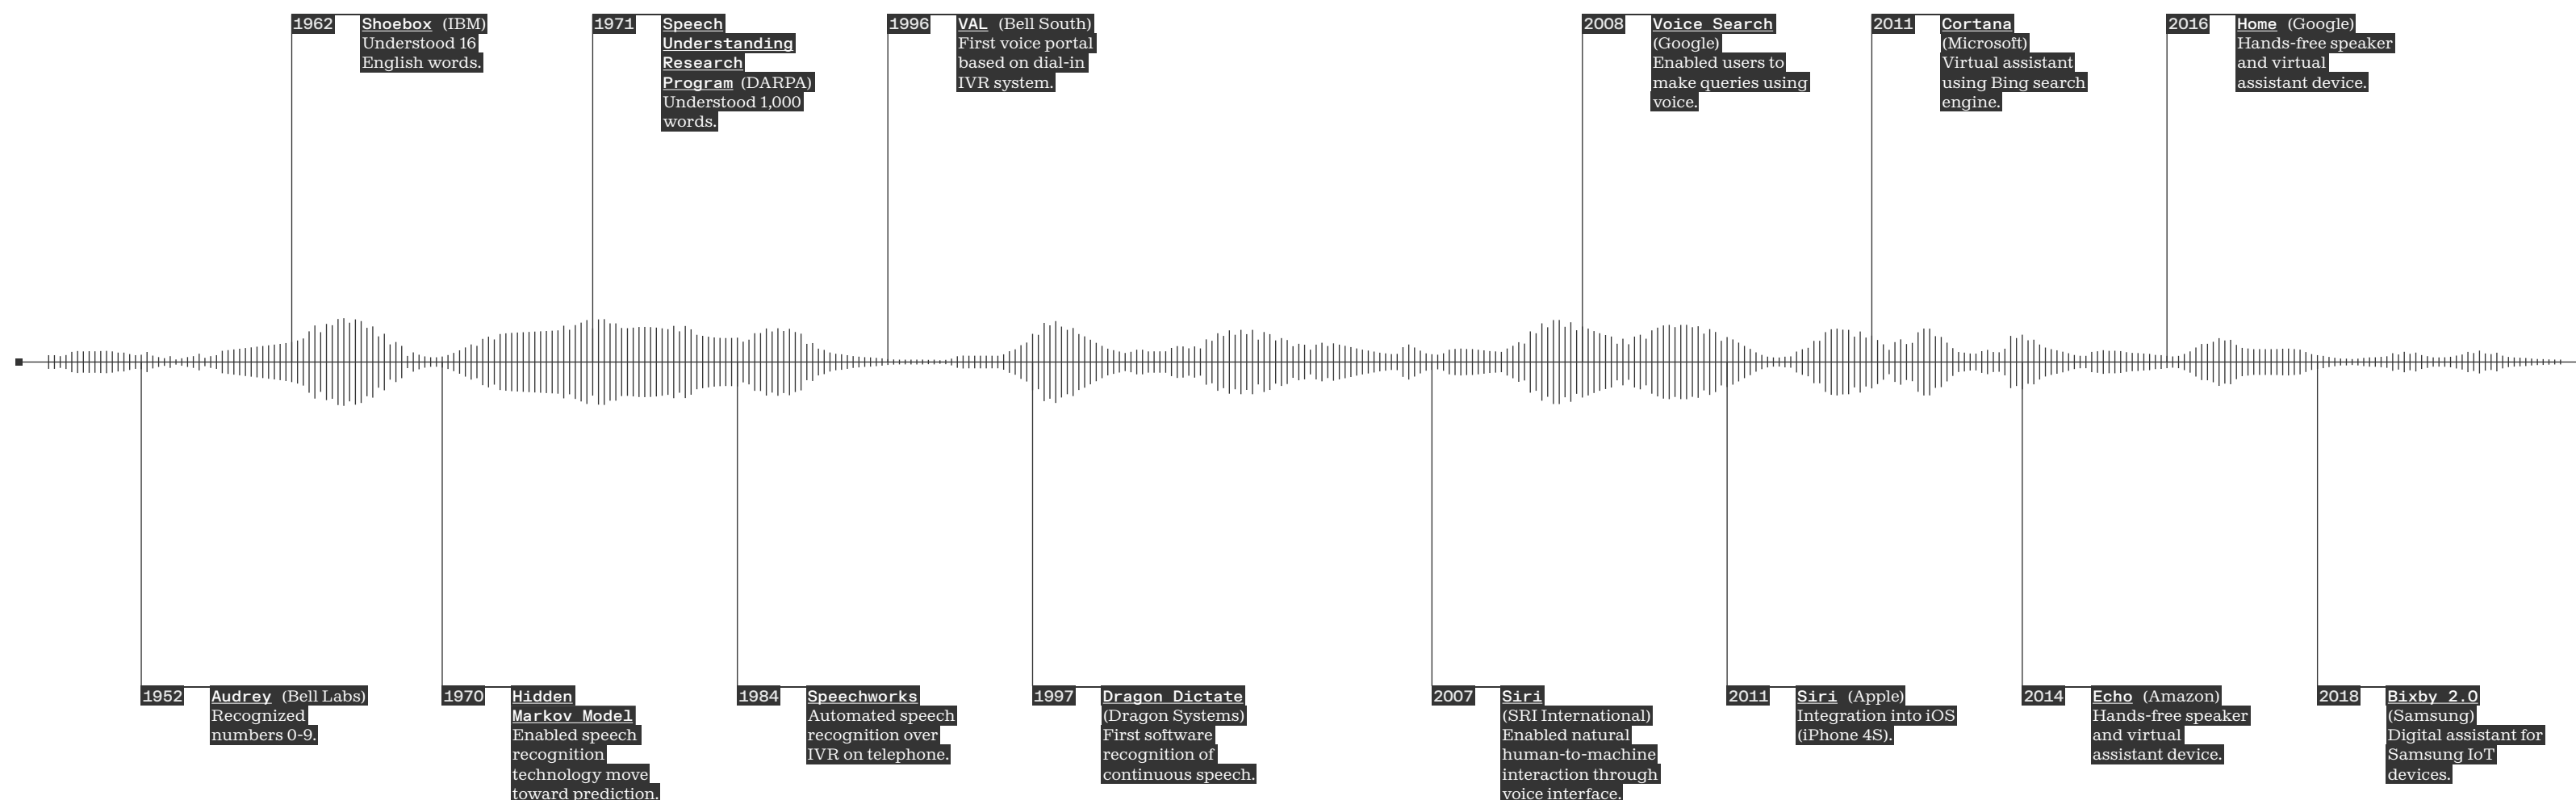 1962 Shoebox (IBM)
Understood 16
English words.
1971 Speech
Understanding
Research
Program (DARPA)
Understood 1,000
words.
1996 VAL (Bell South)
First voice portal
based on dial-in
IVR system.
2008 Voice Search
(Google)
Enabled users to
make queries using
voice.
2011 Cortana
(Microsoft)
Virtual assistant
using Bing search
engine.
2016 Home (Google)
Hands-free speaker
and virtual
assistant device.
1952 Audrey (Bell Labs)
Recognized
numbers 0-9.
1970 Hidden
Markov Model
Enabled speech
recognition
technology move
toward prediction.
1984 Speechworks
Automated speech
recognition over
IVR on telephone.
1997 Dragon Dictate
(Dragon Systems)
First software
recognition of
continuous speech.
2007 Siri
(SRI International)
Enabled natural
human-to-machine
interaction through
voice interface.
2011 Siri (Apple)
Integration into iOS
(iPhone 4S).
2014 Echo (Amazon)
Hands-free speaker
and virtual
assistant device.
2018 Bixby 2.0
(Samsung)
Digital assistant for
Samsung IoT
devices.